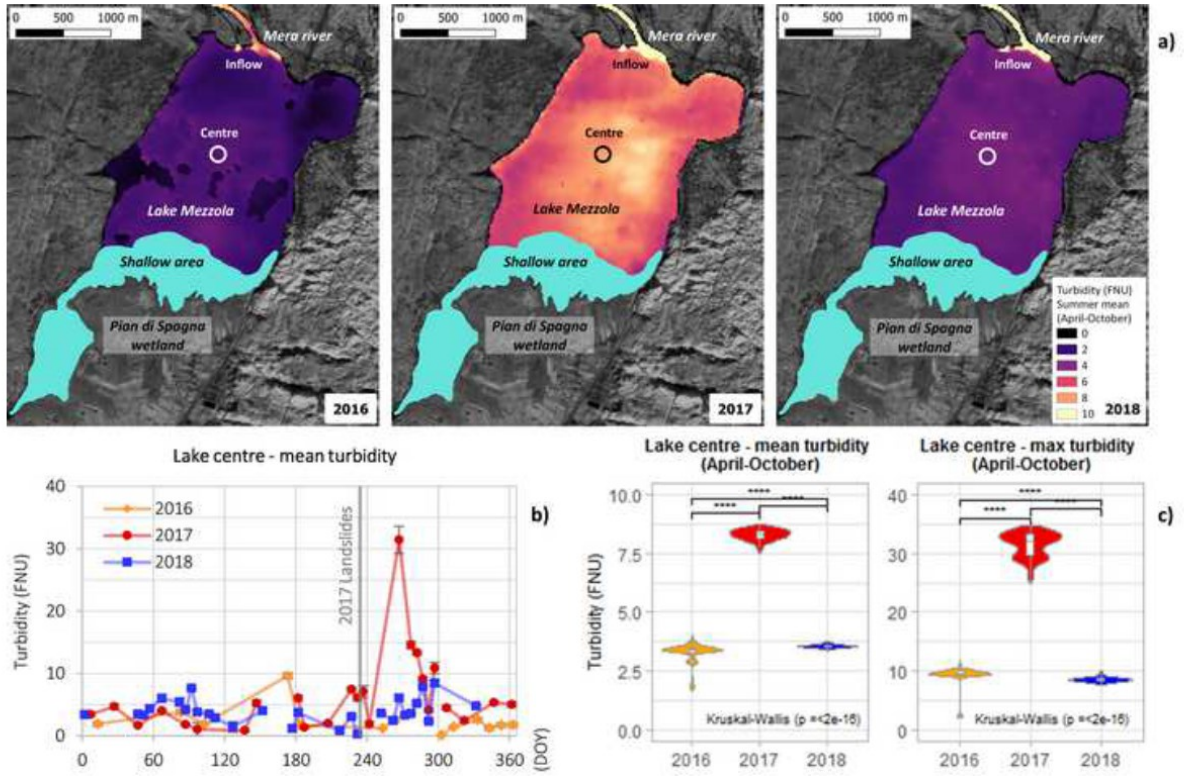 0 500 1000 m
Mera river
Inflow
Centre
Lake Mezzola
Shallow area
Pian di Spagna
wetland
2016
0 500 1000 m
Mera river
Inflow
Centre
Lake Mezzola
Shallow area
Pian di Spagna
wetland
2017
0 500 1000 m
Mera river
Inflow
Centre
Lake Mezzola
Shallow area
Pian di Spagna
wetland
Turbidity (FNU)
Summer mean
(April-October)
0
2
4
6
8
10
2018
a)
Lake centre - mean turbidity
Turbidity (FNU)
40
30
20
10
0
2016
2017
2018
2017 Landslides
0 60 120 180 240 300 360
(DOY)
b)
Lake centre - mean turbidity
(April-October)
Turbidity (FNU)
10.0
7.5
5.0
2.5
0.0
****
**** ****
Kruskal-Wallis (p =<2e-16)
2016 2017 2018
Lake centre - max turbidity
(April-October)
40
30
20
10
0
****
**** ****
Kruskal-Wallis (p =<2e-16)
2016 2017 2018
c)